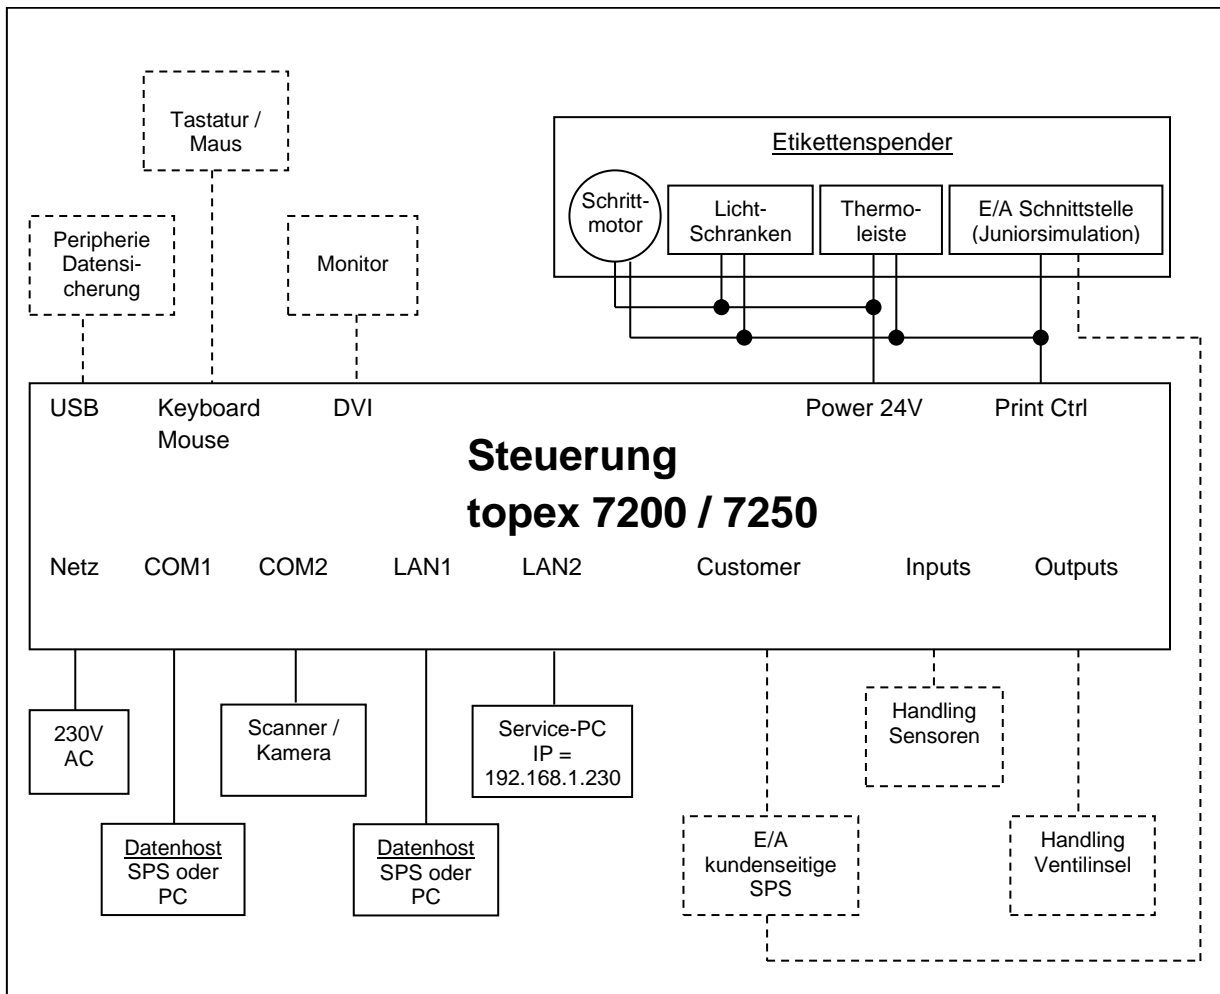 Tastatur /
Maus
Etikettenspender
Schritt-
motor
Licht-
Schranken
Thermo-
leiste
E/A Schnittstelle
(Juniorsimulation)
Peripherie
Datensi-
cherung
Monitor
USB
Keyboard
Mouse
DVI
Power 24V
Print Ctrl
Steuerung
topex 7200 / 7250
Netz
COM1
COM2
LAN1
LAN2
Customer
Inputs
Outputs
230V
AC
Scanner /
Kamera
Service-PC
IP =
192.168.1.230
Handling
Sensoren
Datenhost
SPS oder
PC
Datenhost
SPS oder
PC
E/A
kundenseitige
SPS
Handling
Ventilinsel